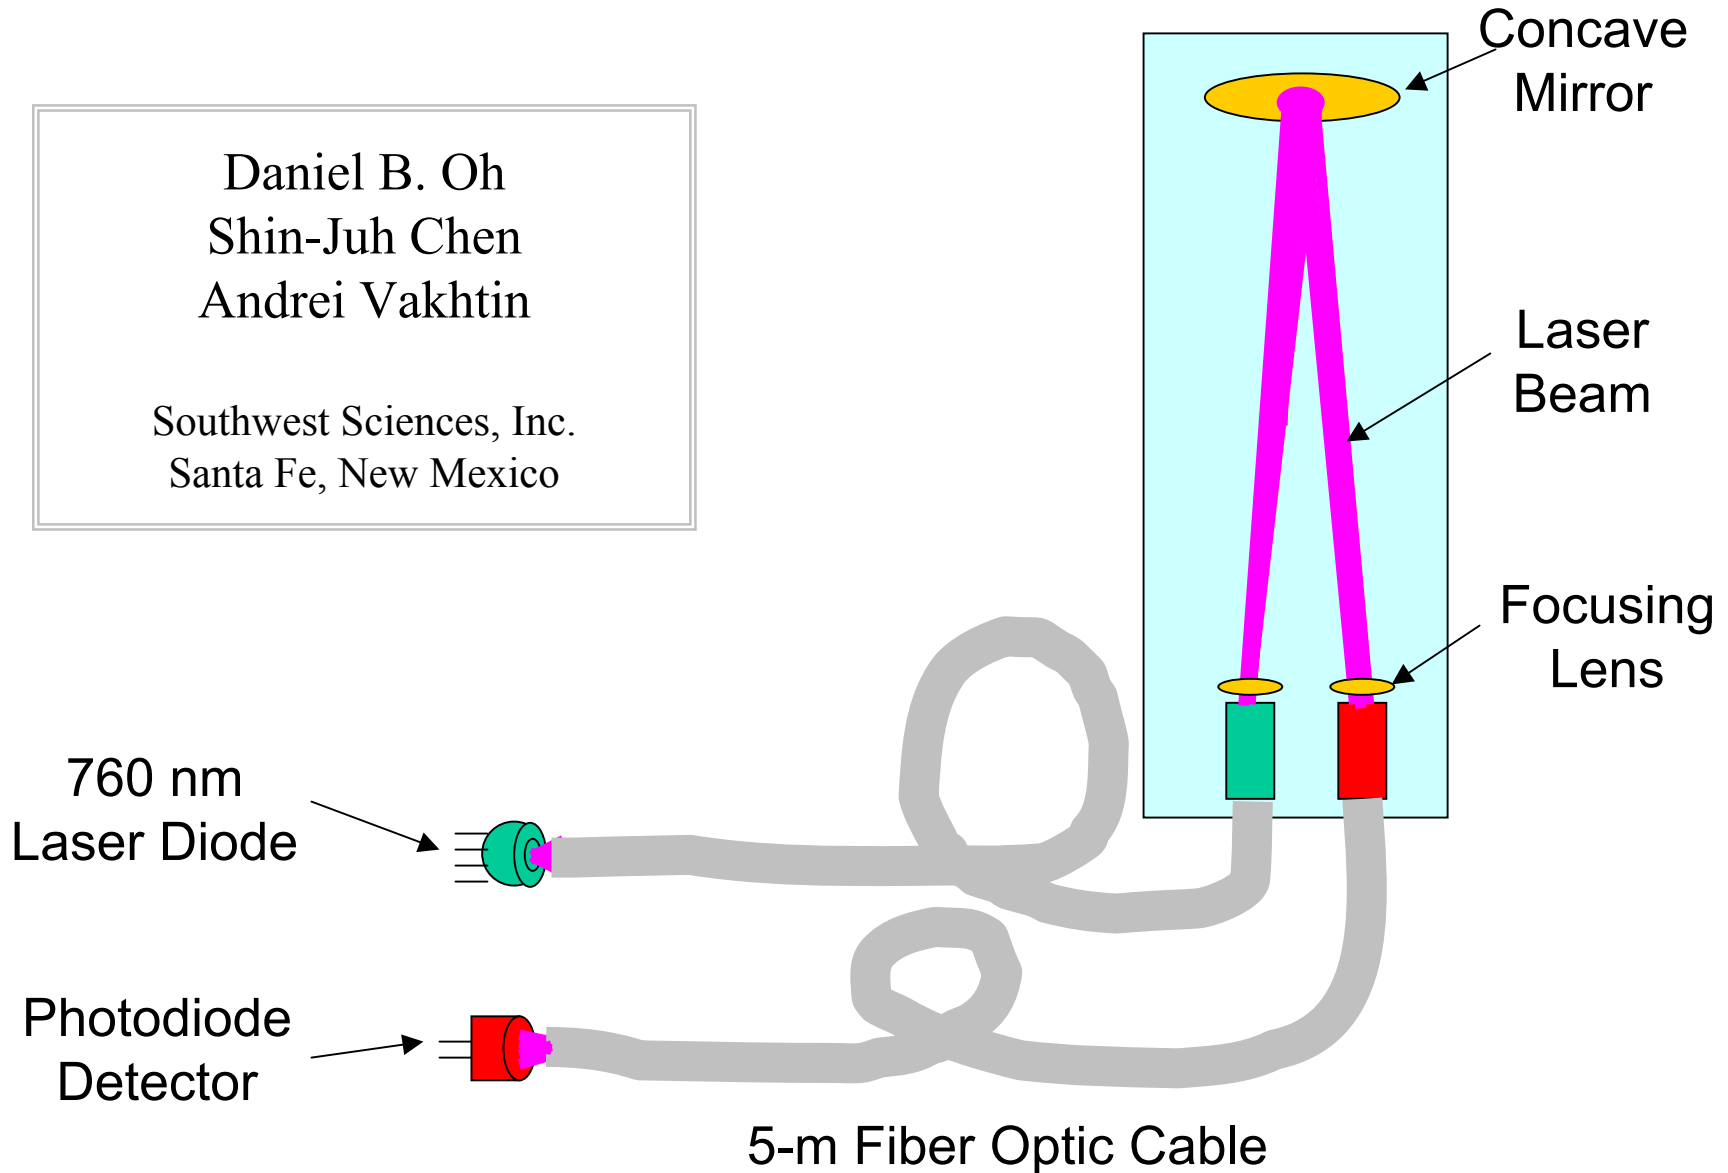 Daniel B. Oh
Shin-Juh Chen
Andrei Vakhtin
Southwest Sciences, Inc.
Santa Fe, New Mexico
Concave
Mirror
Laser
Beam
Focusing
Lens
760 nm
Laser Diode
Photodiode
Detector
5-m Fiber Optic Cable